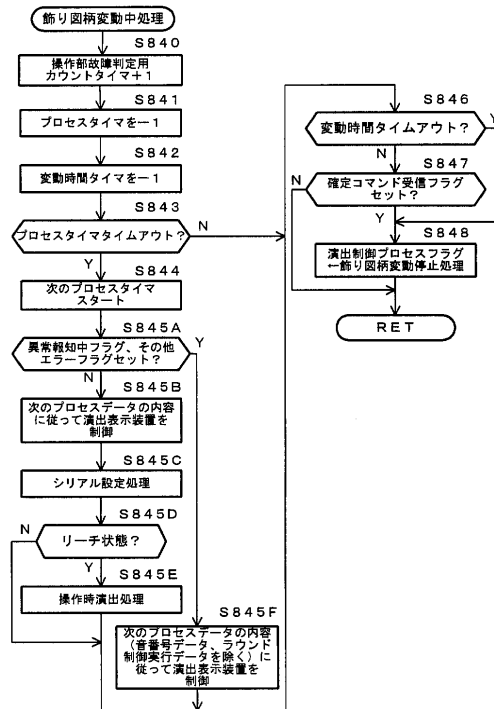 飾り図柄変動中処理
S840
操作部故障判定用
カウントタイマ+1
S841
プロセスタイマを-1
S842
変動時間タイマを-1
S843
プロセスタイマタイムアウト?
N
Y
S844
次のプロセスタイマ
スタート
S845A
異常報知中フラグ、その他
エラーフラグセット?
Y
N
S845B
次のプロセスデータの内容
に従って演出表示装置を
制御
S845C
シリアル設定処理
S845D
N
リーチ状態?
Y
S845E
操作時演出処理
S845F
次のプロセスデータの内容
(音番号データ、ラウンド
制御実行データを除く)に
従って演出表示装置を
制御
S846
変動時間タイムアウト?
Y
N
S847
N
確定コマンド受信フラグ
セット?
Y
S848
演出制御プロセスフラグ
←飾り図柄変動停止処理
RET